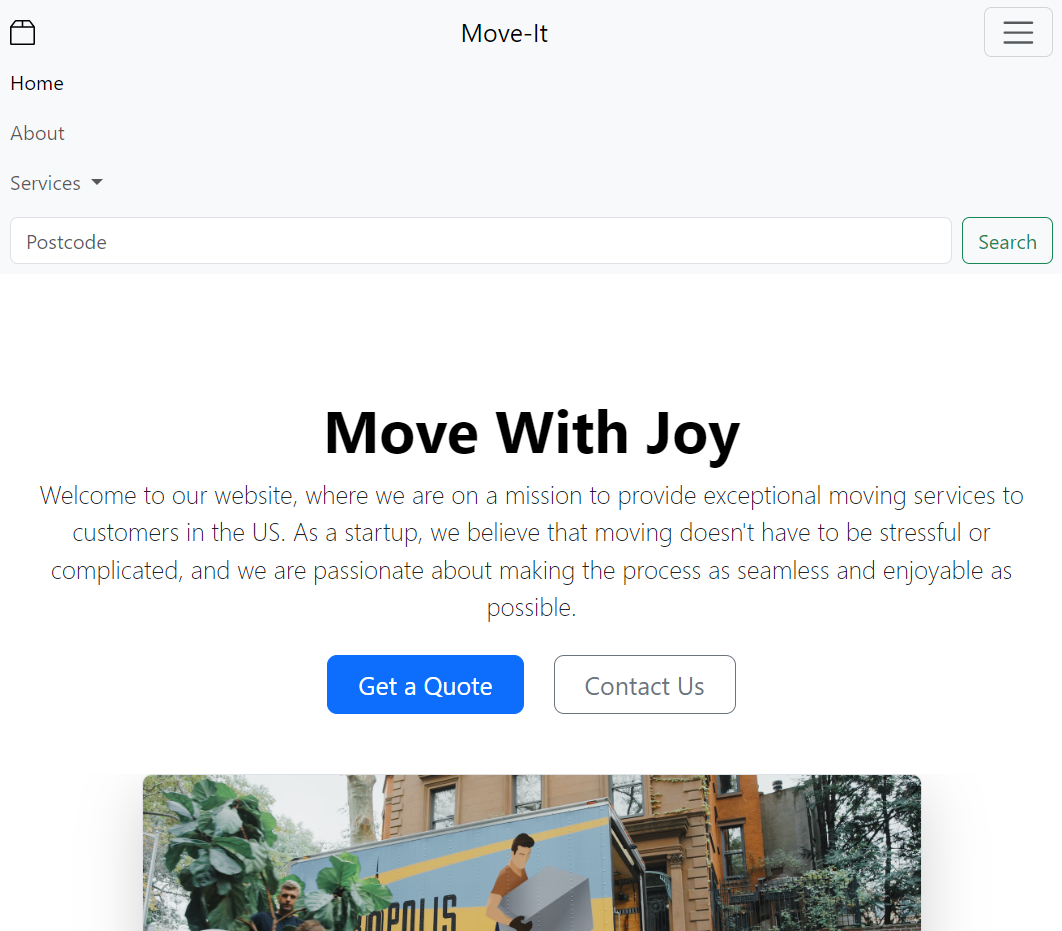 Move-It
Home
About
Services
Postcode
Search
Move With Joy
Welcome to our website, where we are on a mission to provide exceptional moving services to
customers in the US. As a startup, we believe that moving doesn't have to be stressful or
complicated, and we are passionate about making the process as seamless and enjoyable as
possible.
Get a Quote
Contact Us